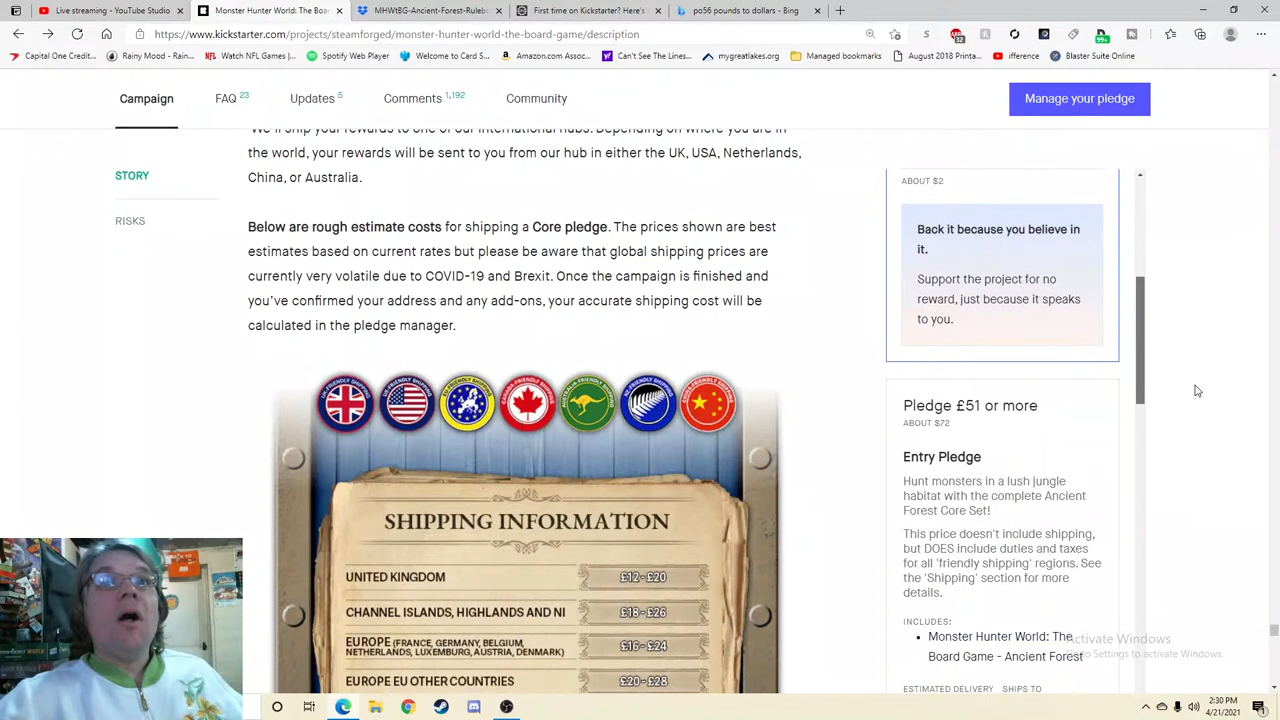 Live streaming - YouTube Studio
Monster Hunter World: The Boa
MHWtBG-Ancient-Forest-Rulebo
First time on Kickstarter? Here's
po56 pounds to dollars - Bing
https://www.kickstarter.com/projects/steamforged/monster-hunter-world-the-board-game/description
Capital One Credit...
Rainy Mood - Rain...
Watch NFL Games |...
Spotify Web Player
Welcome to Card S...
Amazon.com Assoc...
Can't See Images |...
mygreatlakes.org
Managed bookmarks
August 2018 Printa...
ifference
Blaster Suite Online
Campaign
FAQ 23
Updates 5
Comments 1,192
Community
Manage your pledge
STORY
RISKS
We'll ship your rewards to one of our international hubs. Depending on where you are in
the world, your rewards will be sent to you from our hub in either the UK, USA, Netherlands,
China, or Australia.
Below are rough estimate costs for shipping a Core pledge. The prices shown are best
estimates based on current rates but please be aware that global shipping prices are
currently very volatile due to COVID-19 and Brexit. Once the campaign is finished and
you've confirmed your address and any add-ons, your accurate shipping cost will be
calculated in the pledge manager.
SHIPPING INFORMATION
UNITED KINGDOM £12-£20
CHANNEL ISLANDS, HIGHLANDS AND NI £18-£26
EUROPE (FRANCE, GERMANY, BELGIUM,
NETHERLANDS, LUXEMBURG, AUSTRIA, DENMARK) £16-£24
EUROPE EU OTHER COUNTRIES £20-£28
ABOUT $2
Back it because you believe in
it.
Support the project for no
reward, just because it speaks
to you.
Pledge £51 or more
ABOUT $72
Entry Pledge
Hunt monsters in a lush jungle
habitat with the complete Ancient
Forest Core Set!
This price doesn't include shipping,
but DOES include duties and taxes
for all 'friendly shipping' regions. See
the 'Shipping' section for more
details.
INCLUDES:
Monster Hunter World: The
Board Game - Ancient Forest
ESTIMATED DELIVERY SHIPS TO
Activate Windows
Go to Settings to activate Windows.
2:30 PM
4/21/2021